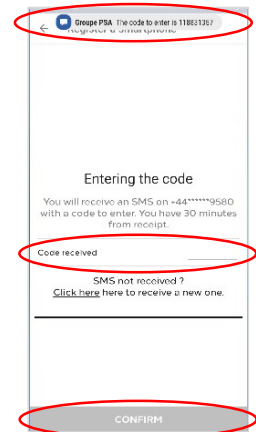 Groupe PSA The code to enter is 118831357
Register a smartphone
Entering the code
You will receive an SMS on +44******9580
with a code to enter. You have 30 minutes
from receipt.
Code received
SMS not received ?
Click here here to receive a new one.
CONFIRM